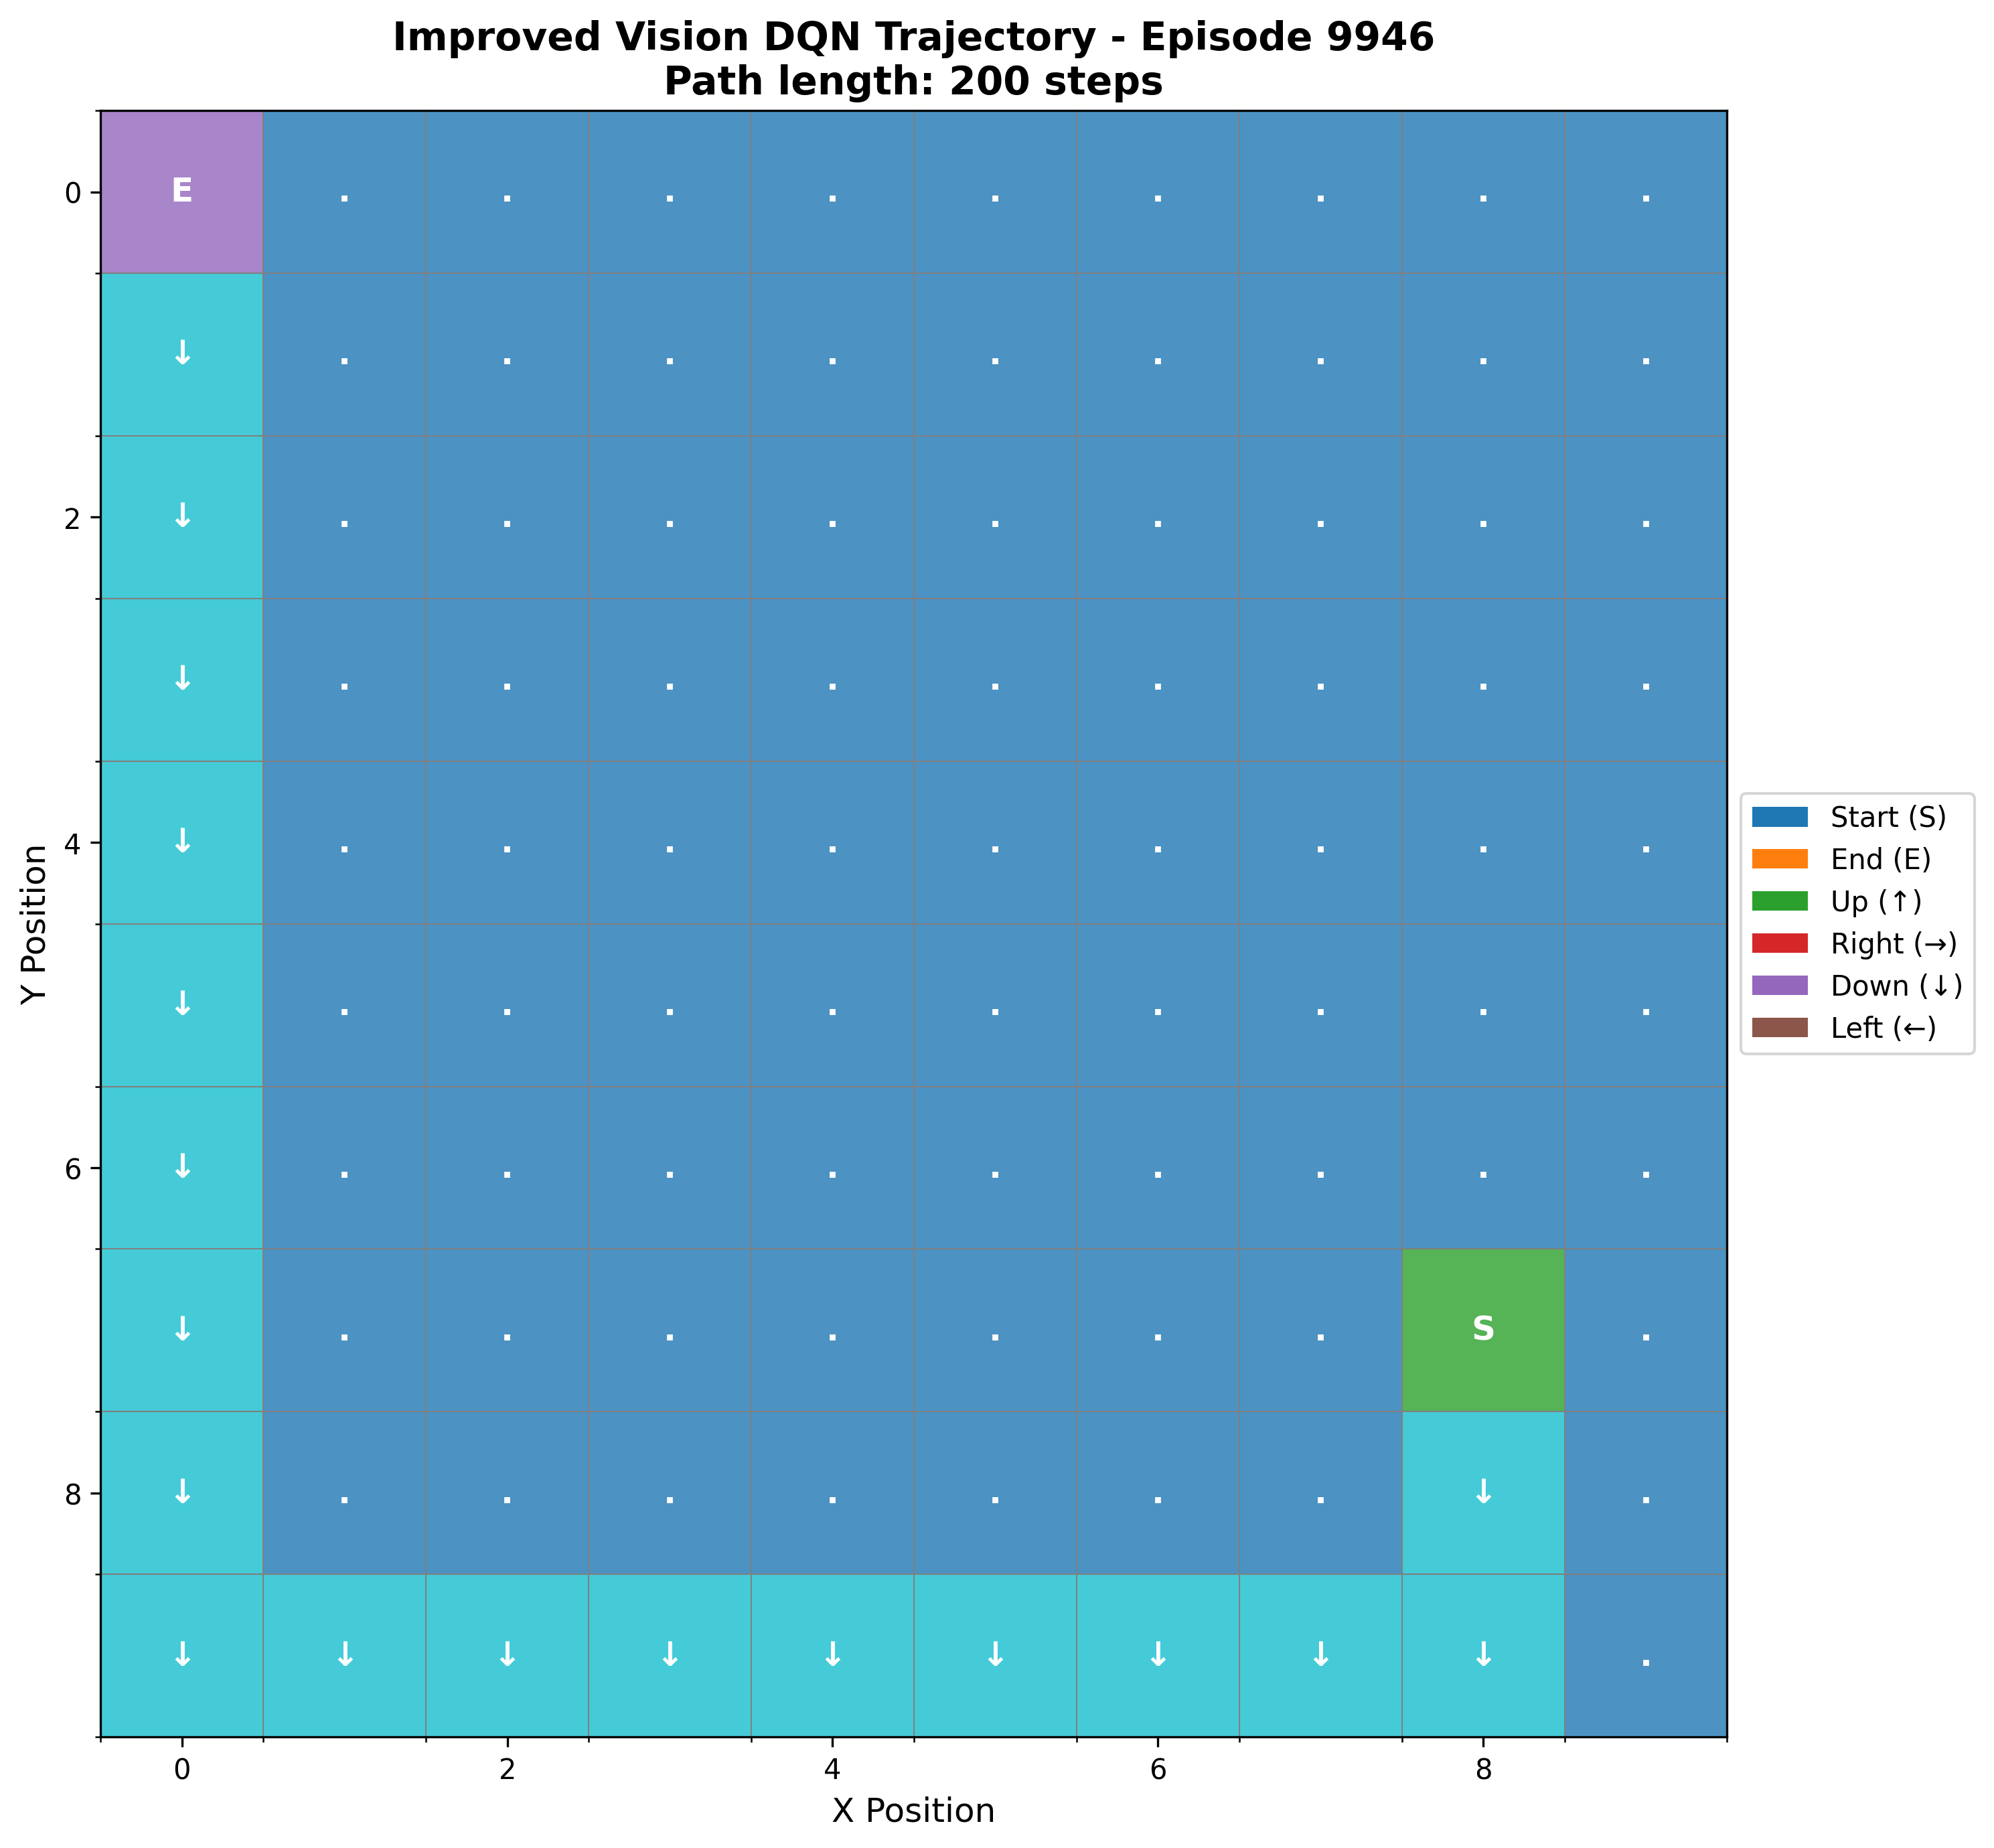 Improved Vision DQN Trajectory - Episode 9946
Path length: 200 steps
0 E . . . . . . . . .
↓ . . . . . . . . .
2 ↓ . . . . . . . . .
↓ . . . . . . . . .
4 ↓ . . . . . . . . .
↓ . . . . . . . . .
6 ↓ . . . . . . . . .
↓ . . . . . . . S .
8 ↓ . . . . . . . ↓ .
↓ ↓ ↓ ↓ ↓ ↓ ↓ ↓ ↓ .
0 2 4 6 8
X Position
Y Position
Start (S)
End (E)
Up (↑)
Right (→)
Down (↓)
Left (←)